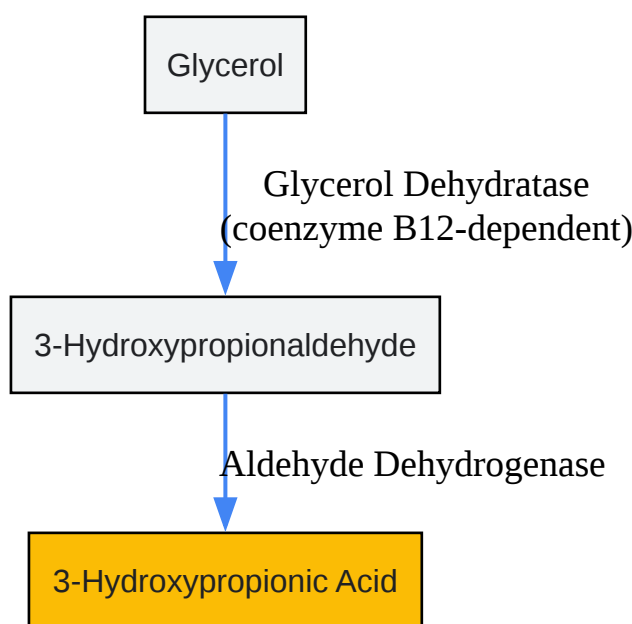 Glycerol
Glycerol Dehydratase
(coenzyme B12-dependent)
3-Hydroxypropionaldehyde
Aldehyde Dehydrogenase
3-Hydroxypropionic Acid